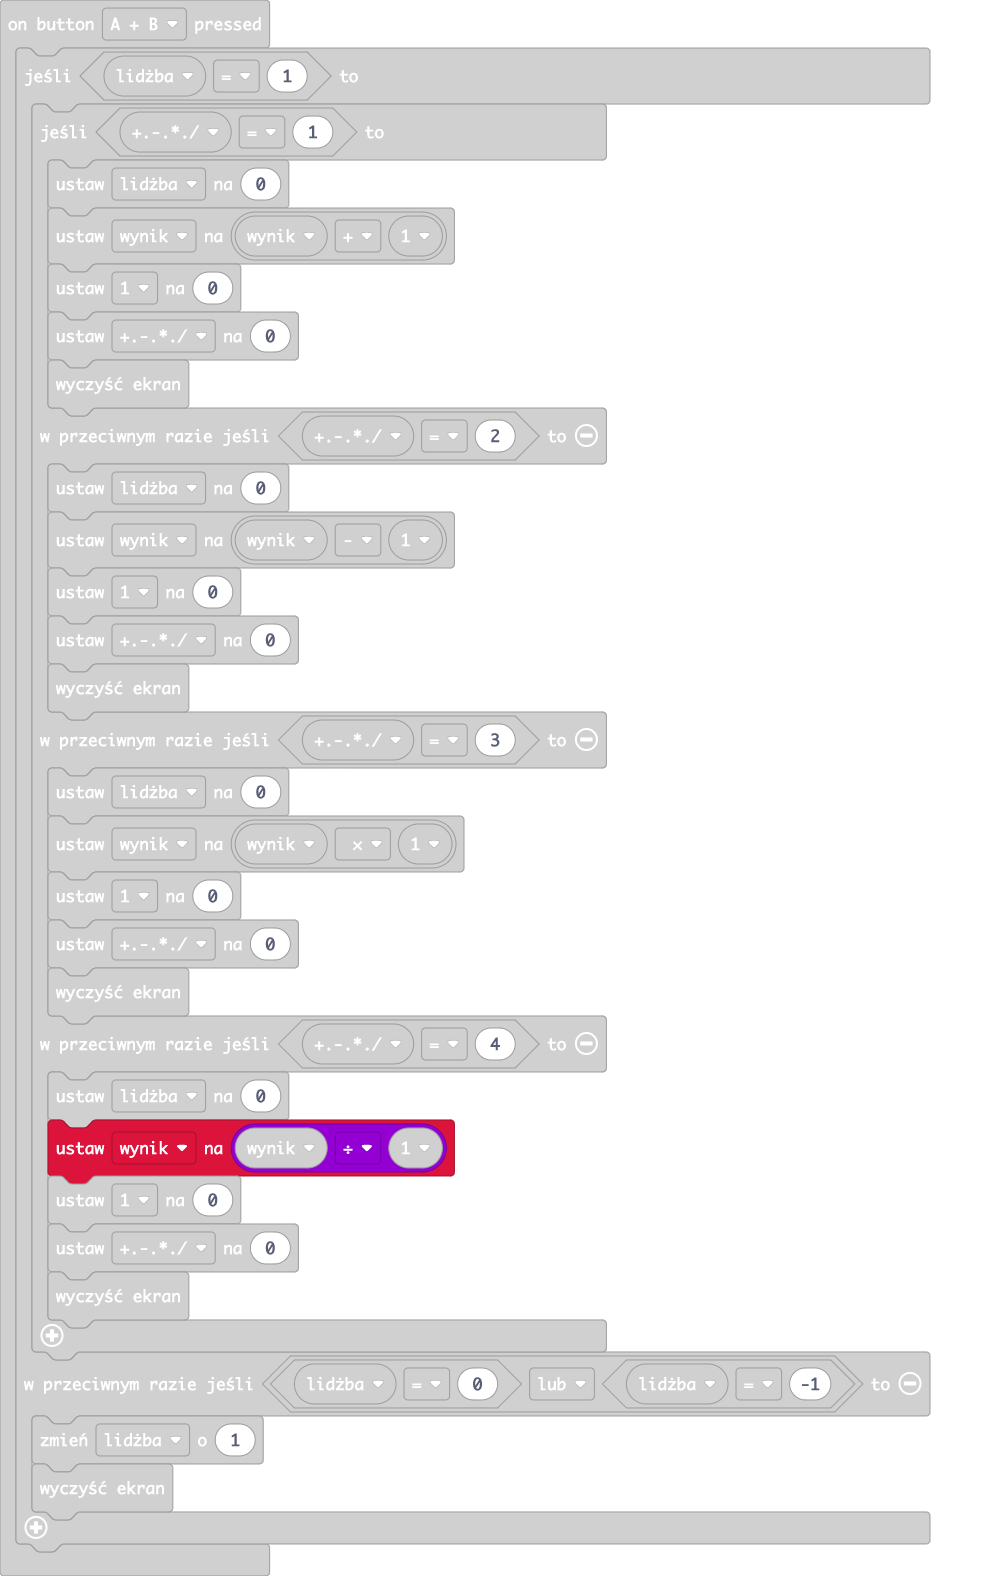 on button A + B pressed
jeśli lidżba = 1 to
jeśli +.-.*./ = 1 to
ustaw lidżba na 0
ustaw wynik na wynik + 1
ustaw 1 na 0
ustaw +.-.*./ na 0
wyczyść ekran
w przeciwnym razie jeśli +.-.*./ = 2 to
ustaw lidżba na 0
ustaw wynik na wynik - 1
ustaw 1 na 0
ustaw +.-.*./ na 0
wyczyść ekran
w przeciwnym razie jeśli +.-.*./ = 3 to
ustaw lidżba na 0
ustaw wynik na wynik × 1
ustaw 1 na 0
ustaw +.-.*./ na 0
wyczyść ekran
w przeciwnym razie jeśli +.-.*./ = 4 to
ustaw lidżba na 0
ustaw wynik na wynik ÷ 1
ustaw 1 na 0
ustaw +.-.*./ na 0
wyczyść ekran
w przeciwnym razie jeśli lidżba = 0 lub lidżba = -1 to
zmień lidżba o 1
wyczyść ekran